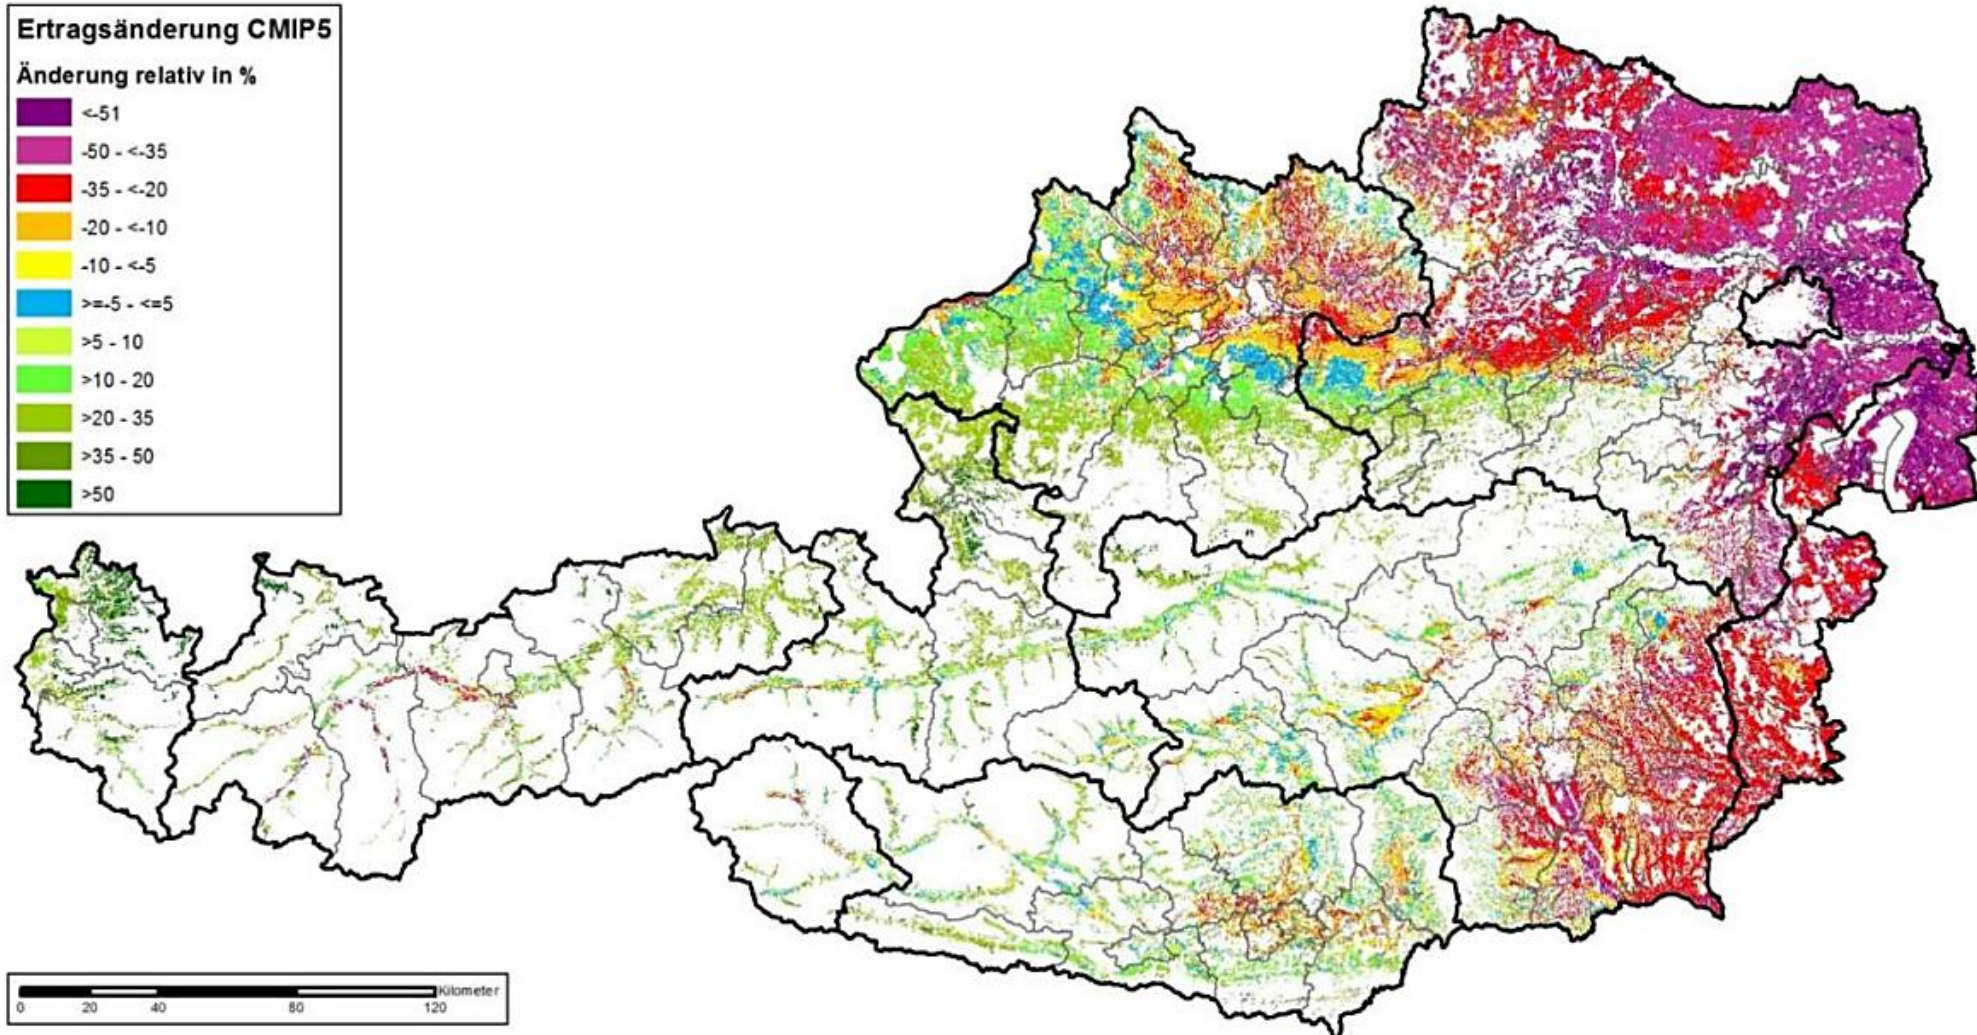 Ertragsänderung CMIP5
Änderung relativ in %
<-51
-50 - <-35
-35 - <-20
-20 - <-10
-10 - <-5
>=-5 - <=5
>5 - 10
>10 - 20
>20 - 35
>35 - 50
>50
Kilometer
0 20 40 80 120